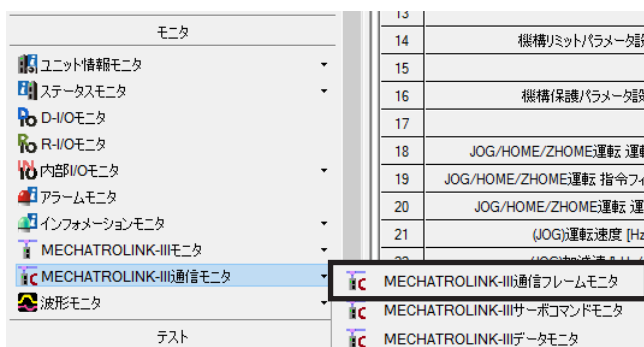 モニタ
ユニット情報モニタ
ステータスモニタ
D-I/Oモニタ
R-I/Oモニタ
内部I/Oモニタ
アラームモニタ
インフォメーションモニタ
MECHATROLINK-IIIモニタ
MECHATROLINK-III通信モニタ
波形モニタ
テスト
13
14 機構リミットパラメータ設
15
16 機構保護パラメータ設
17
18 JOG/HOME/ZHOME運転 運転
19 JOG/HOME/ZHOME運転 指令フィ
20 JOG/HOME/ZHOME運転 運
21 (JOG)運転速度 [Hz
MECHATROLINK-III通信フレームモニタ
MECHATROLINK-IIIサーボコマンドモニタ
MECHATROLINK-IIIデータモニタ